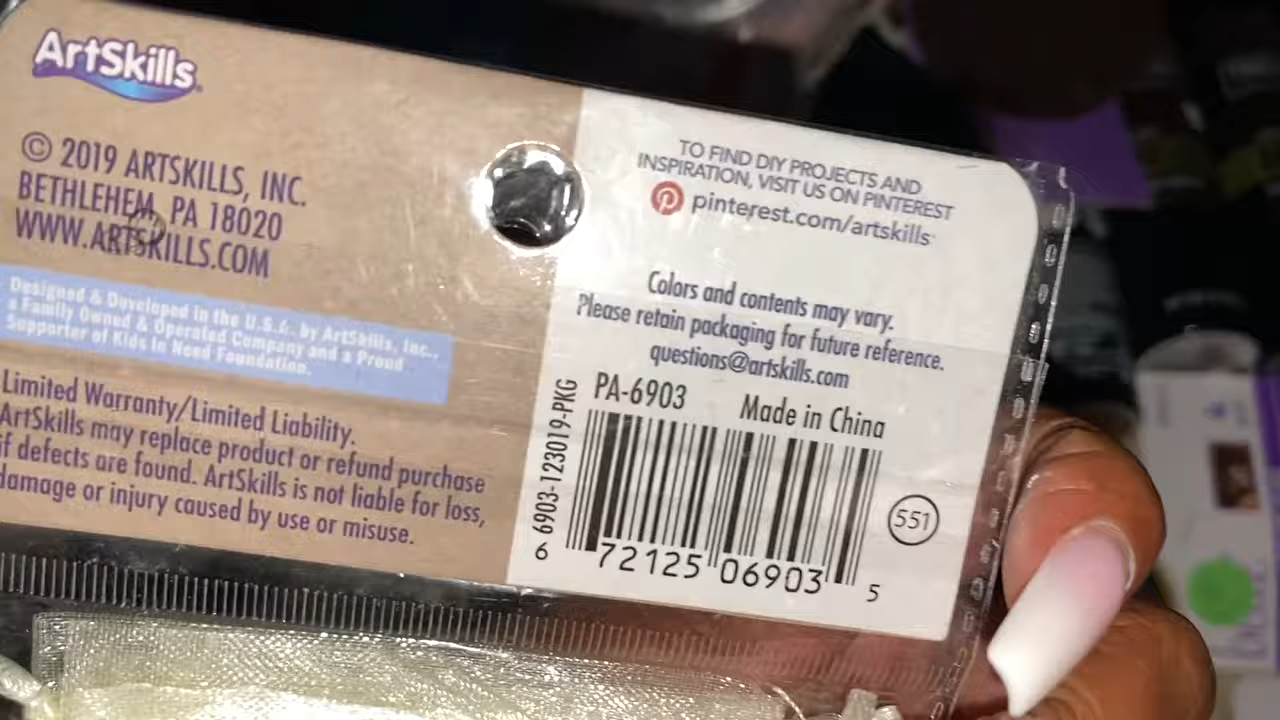 ArtSkills
© 2019 ARTSKILLS, INC.
BETHLEHEM, PA 18020
WWW.ARTSKILLS.COM
Designed & Developed in the U.S.A. by ArtSkills, Inc.,
a Family Owned & Operated Company and a Proud
Supporter of Kids In Need Foundation.
Limited Warranty/Limited Liability.
ArtSkills may replace product or refund purchase
if defects are found. ArtSkills is not liable for loss,
damage or injury caused by use or misuse.
TO FIND DIY PROJECTS AND
INSPIRATION, VISIT US ON PINTEREST
pinterest.com/artskills
Colors and contents may vary.
Please retain packaging for future reference.
questions@artskills.com
PA-6903 Made in China
6903-123019-PKG
551
6 72125 06903 5